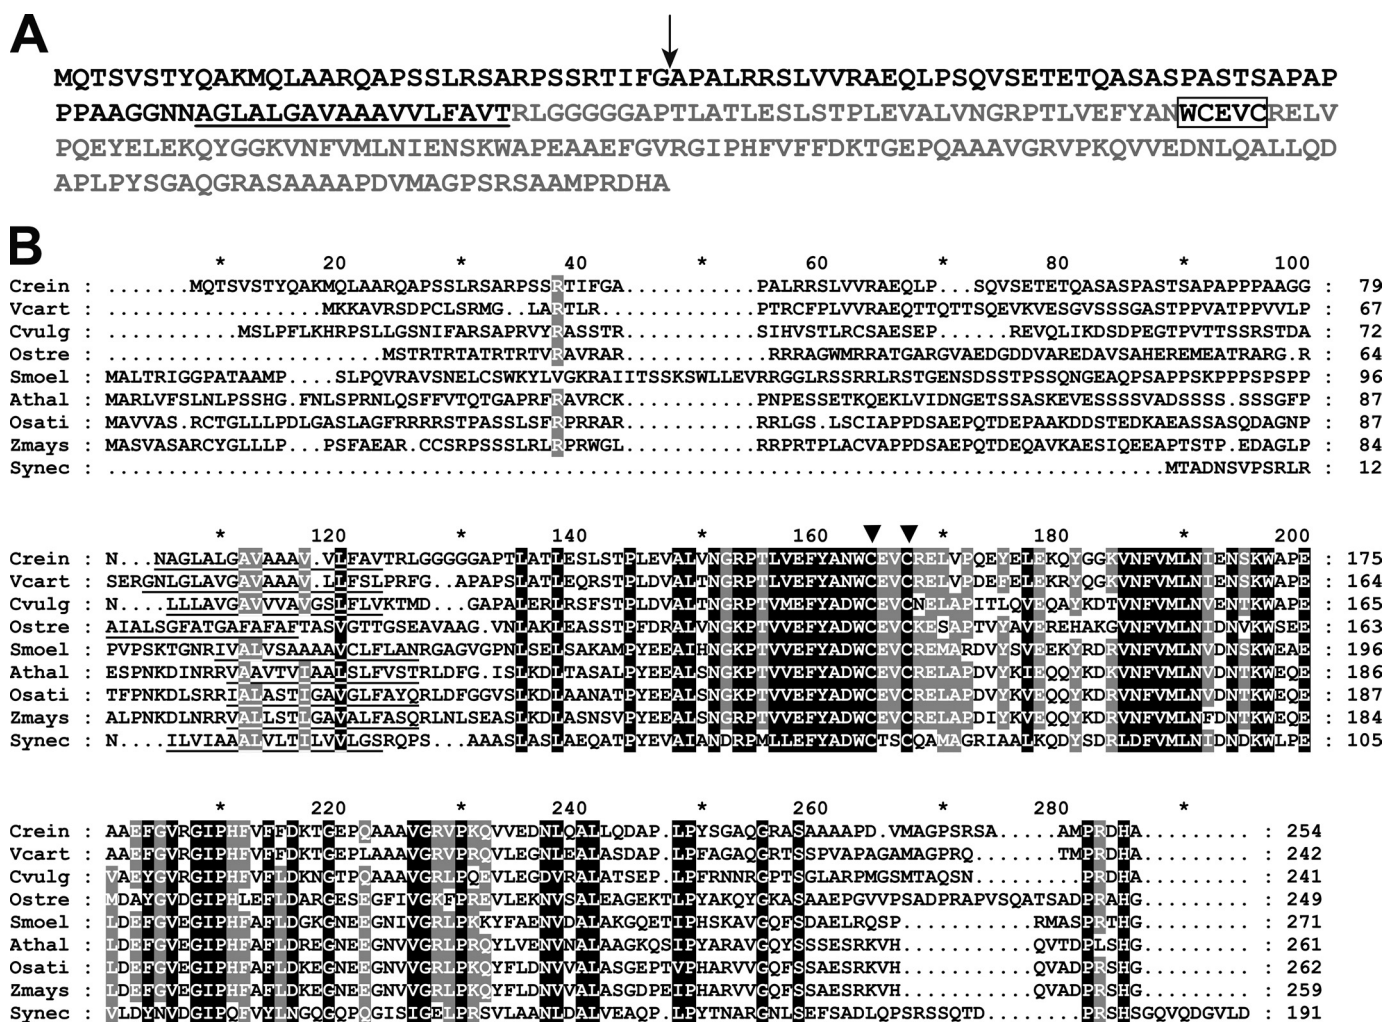 A
MQTSVSTYQAKMQLAARQAPSSLRSARPSSRTIFGAPALRRSLVVRAEQLPSQVSETETQASASPASTSAPAP
PPAAGGNNAGLALGAVAAAVVLFAVTRLGGGGGAPTLATLESLSTPLEVALVNGRPTLVEFYANWCEVCRELV
PQEYELEKQYGGKVNFVMLNIENSKWAPEAAEFGVRGIPHFVFFDKTGEPQAAAVGRVPKQVVEDNLQALLQD
APLPYSGAQGRASAAAAPDVMAGPSRSAAMPRDHA
B
* 20 * 40 * 60 * 80 * 100
Crein : .......MQTSVSTYQAKMQLAARQAPSSLRSARPSSRTIFGA...........PALRRSLVVRAEQLP...SQVSETETQASASPASTSAPAPPPAAGG : 79
Vcart : ..................MKKAVRSDPCLSRMG..LARTLR.............PTRCFPLVVRAEQTTQTTSQEVKVESGVSSSGASTPPVATPPVVLP : 67
Cvulg : ...........MSLPFLKHRPSLLGSNIFARSAPRVYRASSTR...........SIHVSTLRCSAESEP......REVQLIKDSDPEGTPVTTSSRSTDA : 72
Ostre : .......................MSTRTRTATRTRTVRAVRAR...........RRRAGWMRRATGARGVAEDGDDVAREDAVSAHEREMEATRARG.R : 64
Smoel : MALTRIGGPATAAMP....SLPQVRAVSNELCSWKYLVGKRAIITSSKSWLLEVRRGGLRSSRRLRSTGENSDSSTPSSQNGEAQPSAPPSKPPPSPSPP : 96
Athal : MARLVFSLNLPSSHG.FNLSPRNLQSFFVTQTGAPRFRAVRCK...........PNPESSETKQEKLVIDNGETSSASKEVESSSSVADSSSS.SSSGFP : 87
Osati : MAVVAS.RCTGLLLPDLGASLAGFRRRRSTPASSLSFRPRRAR...........RRLGS.LSCIAPPDSAEPQTDEPAAKDDSTEDKAEASSASQDAGNP : 87
Zmays : MASVASARCYGLLLP...PSFAEAR.CCSRPSSSLRLRPRWGL...........RRPRTPLACVAPPDSAEPQTDEQAVKAESIQEEAPTSTP.EDAGLP : 84
Synec : ........................................................................................MTADNSVPSRLR : 12
* 120 * 140 * 160 * 180 * 200
Crein : N...NAGLALGAVAAAV.VLFAVTRLGGGGGAPTLATLESLSTPLEVALVNGRPTLVEFYANWCEVCRELVPQEYELEKQYGGKVNFVMLNIENSKWAPE : 175
Vcart : SERGNLGLAVGAVAAAV.LLFSLPRFG..APAPSLATLEQRSTPLDVALTNGRPTLVEFYANWCEVCRELVPDEFELEKRYQGKVNFVMLNIENSKWAPE : 164
Cvulg : N....LLLAVGAVVVAVGSLFLVKTMD...GAPALERLRSFSTPLDVALTNGRPTVMEFYADWCEVCNELAPITLQVEQAYKDTVNFVMLNVENTKWAPE : 165
Ostre : AIALSGFATGAFAFAFTASVGTTGSEAVAAG.VNLAKLEASSTPFDRALVNGKPTVVEFYADWCEVCKESAPTVYAVEREHAKGVNFVMLNIDNVKWSEE : 163
Smoel : PVPSKTGNRIVALVSAAAAVCLFLANRGAGVGPNLSELSAKAMPYEEAIHNGKPTVVEFYADWCEVCREMARDVYSVEEKYRDRVNFVMLNVDNSKWEAE : 196
Athal : ESPNKDINRRVAAVTVIAALSLFVSTRLDFG.ISLKDLTASALPYEEALSNGKPTVVEFYADWCEVCRELAPDVYKIEQQYKDKVNFVMLNVDNTKWEQE : 186
Osati : TFPNKDLSRRIALASTIGAVGLFAYQRLDFGGVSLKDLAANATPYEEALSNGKPTVVEFYADWCEVCRELAPDVYKVEQQYKDRVNFVMLNVDNTKWEQE : 187
Zmays : ALPNKDLNRRVALLSTLGAVALFASQRLNLSEASLKDLASNSVPYEEALSNGKPTVVEFYADWCEVCRELAPDIYKVEQQYKDRVNFVMLNFDNTKWEQE : 184
Synec : N....ILVIAAALVLTILVVLGSRQPS...AAASLASLAEQATPYEVAIANDRPMLLEFYADWCTSCQAMAGRIAALKQDYSDRLDFVMLNIDNDKWLPE : 105
* 220 * 240 * 260 * 280 *
Crein : AAEFGVRGIPHFVFFDKTGEPQAAAVGRVPKQVVEDNLQALLQDAP.LPYSGAQGRASAAAAPD.VMAGPSRSA.....AMPRDHA......... : 254
Vcart : AAEFGVRGIPHFVFFDKTGEPLAAAVGRVPRQVLEGNLEALASDAP.LPFAGAQGRTSSPVAPAGAMAGPRQ.......TMPRDHA......... : 242
Cvulg : VAEYGVRGIPHFVFLDKNGTPQAAAVGRLPQEVLEGDVRALATSEP.LPFRNNRGPTSGLARPMGSMTAQSN.........PRDHG......... : 241
Ostre : MDAYGVDGIPHLEFLDARGESEGFIVGKFPREVLEKNVSALEAGEKTLPYAKQYGKASAAEPGVVPSADPRAPVSQATSADPRAHG......... : 249
Smoel : LDEFGVEGIPHFAFLDGKGNEEGNIVGRLPKKYFAENVDALAKGQETIPHSKAVGQFSDAELRQSP...........RMASPRTHG......... : 271
Athal : LDEFGVEGIPHFAFLDREGNEEGNVVGRLPRQYLVENVNALAAGKQSIPYARAVGQYSSSESRKVH...........QVTDPLSHG......... : 261
Osati : LDEFGVEGIPHFAFLDKEGNEEGNVVGRLPKQYFLDNVVALASGEPTVPHARVVGQFSSAESRKVH...........QVADPRSHG......... : 262
Zmays : LDEFGVEGIPHFAFLDKEGNEEGNVVGRLPKQYFLDNVVALASGDPEIPHARVVGQFSSAESRKVH...........QVADPRSHG......... : 259
Synec : VLDYNVDGIPQFVYLNGQGQPQGISIGELPRSVLAANLDALVEAQP.LPYTNARGNLSEFSADLQPSRSSQTD........PRSHSGQVQDGVLD : 191